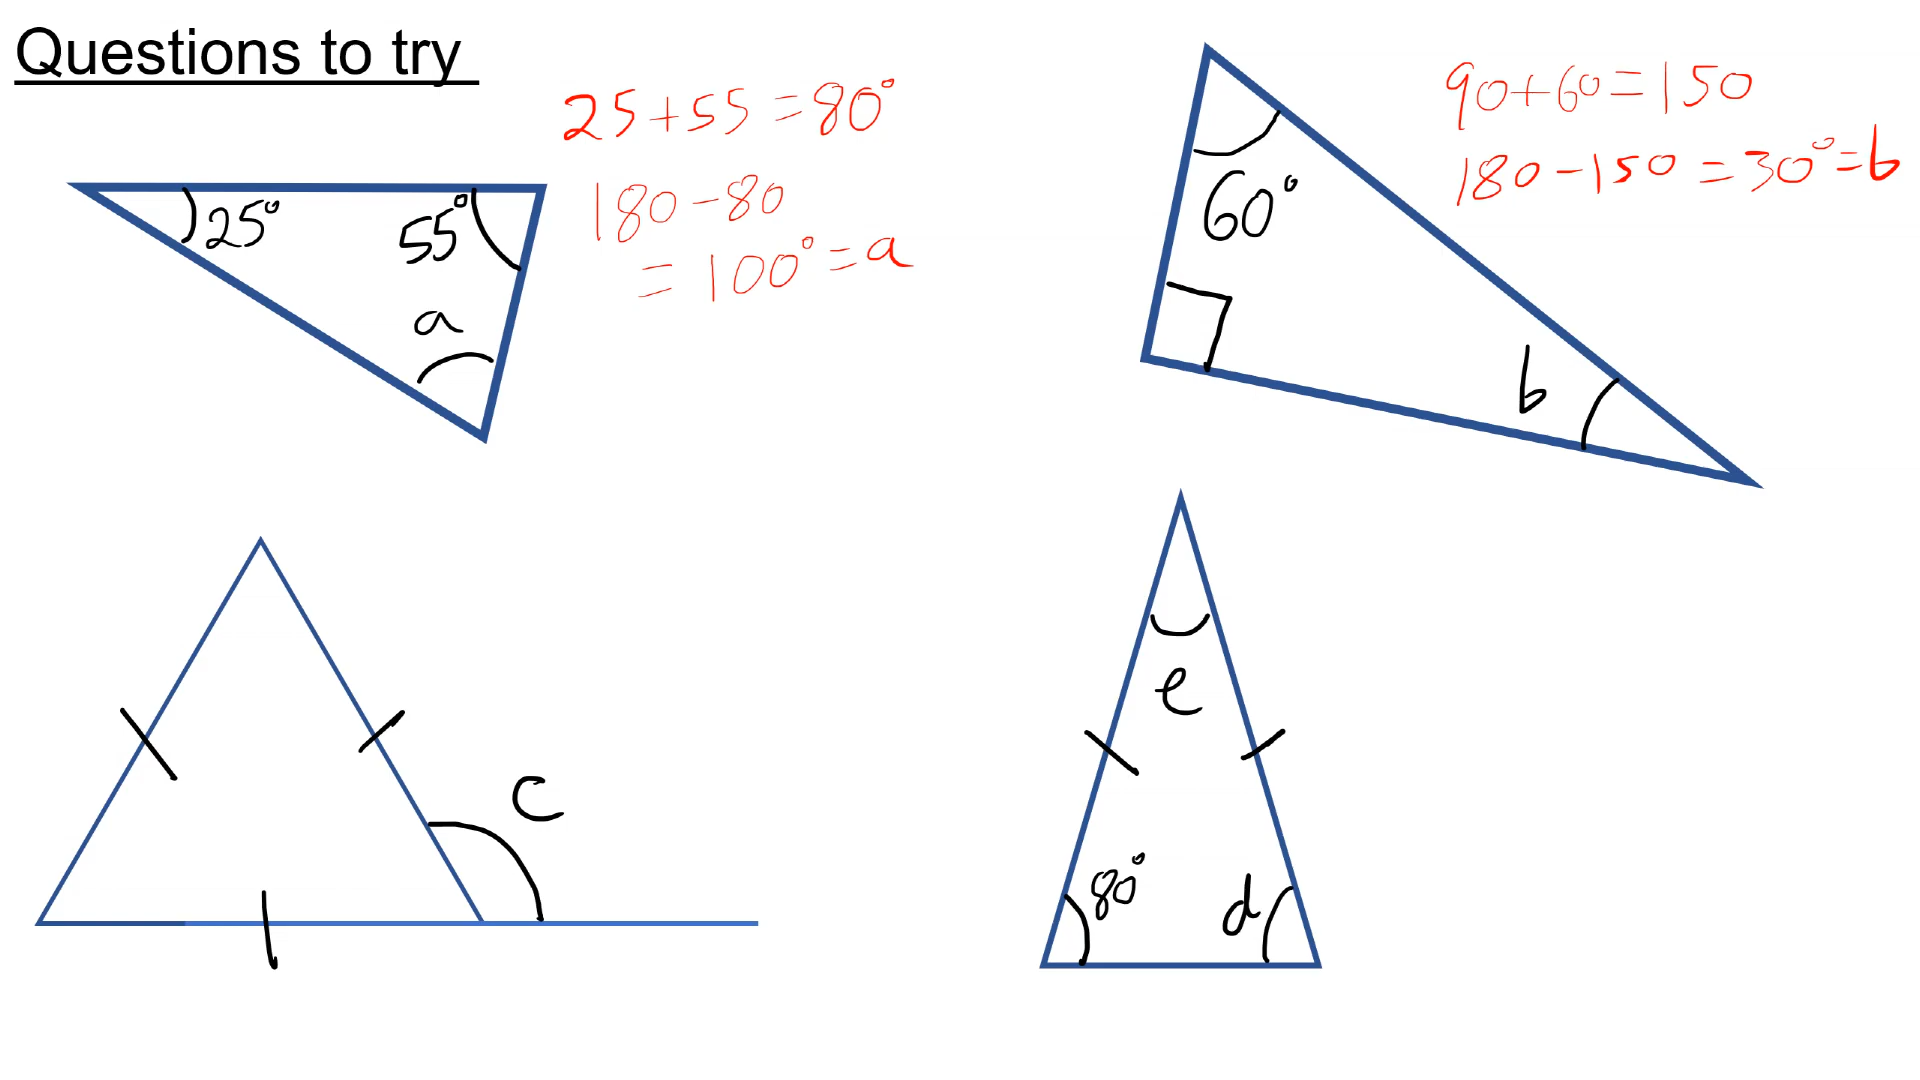 Questions to try
25+55=80°
180-80
=100°=a
25°
55°
a
90+60=150
180-150=30°=b
60°
b
c
e
80°
d